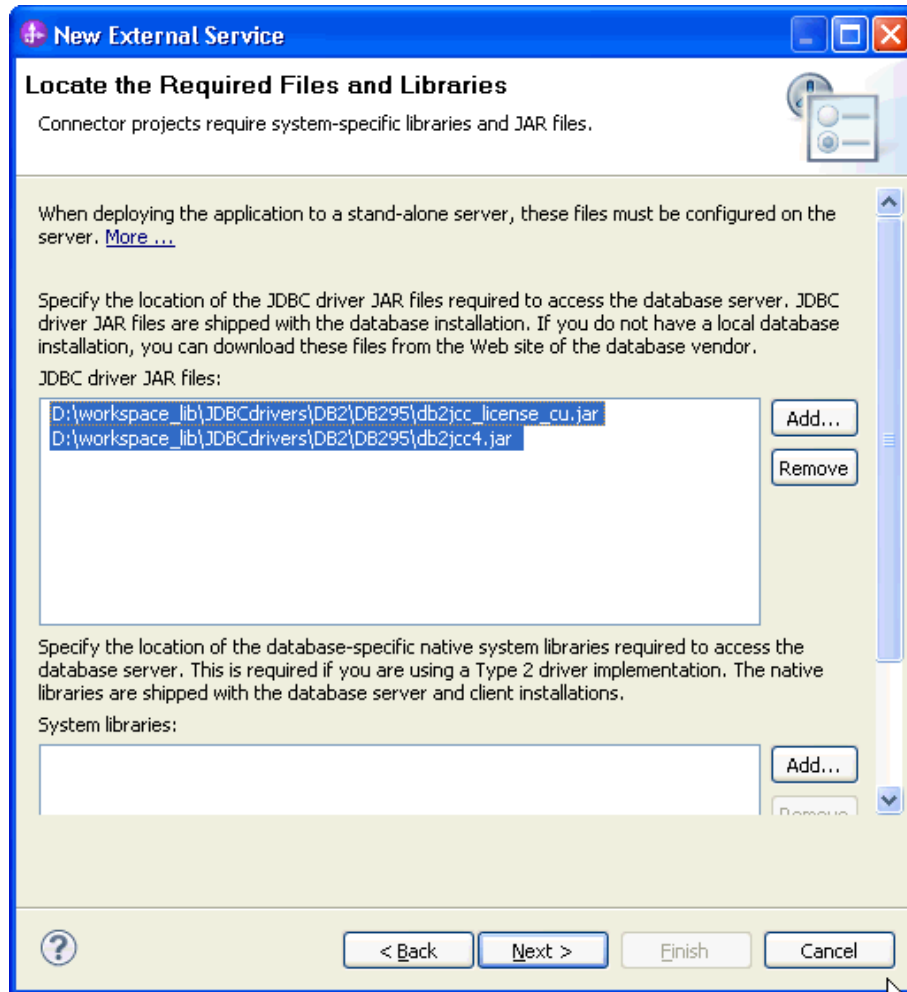 New External Service
Locate the Required Files and Libraries
Connector projects require system-specific libraries and JAR files.
When deploying the application to a stand-alone server, these files must be configured on the
server. More ...
Specify the location of the JDBC driver JAR files required to access the database server. JDBC
driver JAR files are shipped with the database installation. If you do not have a local database
installation, you can download these files from the Web site of the database vendor.
JDBC driver JAR files:
D:\workspace_lib\JDBCdrivers\DB2\DB295\db2jcc_license_cu.jar
Add...
D:\workspace_lib\JDBCdrivers\DB2\DB295\db2jcc4.jar
Remove
Specify the location of the database-specific native system libraries required to access the
database server. This is required if you are using a Type 2 driver implementation. The native
libraries are shipped with the database server and client installations.
System libraries:
Add...
Remove
? < Back Next > Finish Cancel